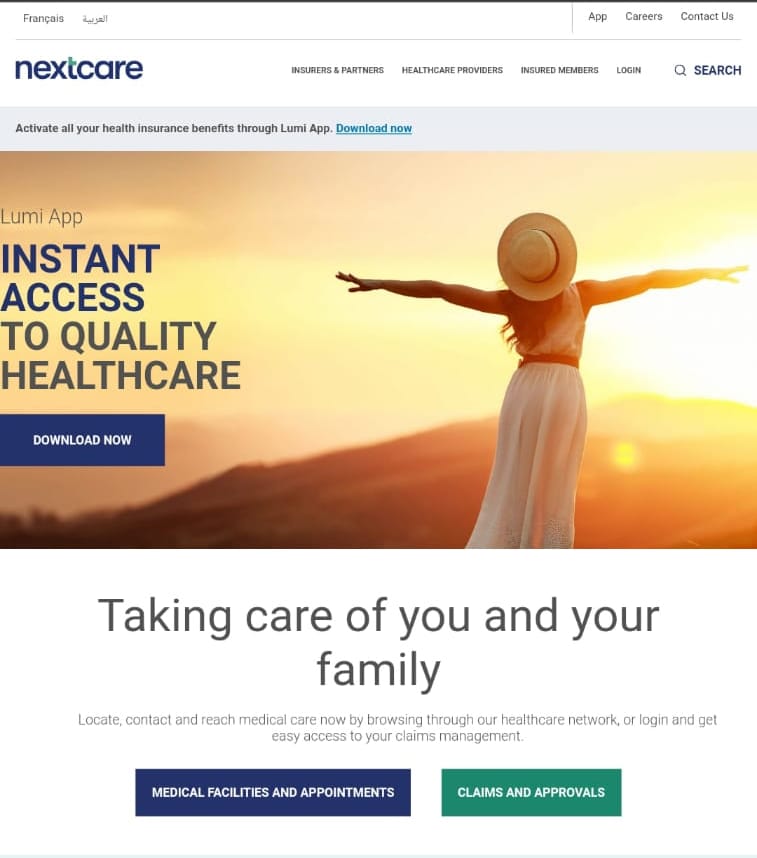 Français العربية App Careers Contact Us
nextcare INSURERS & PARTNERS HEALTHCARE PROVIDERS INSURED MEMBERS LOGIN SEARCH
Activate all your health insurance benefits through Lumi App. Download now
Lumi App
INSTANT
ACCESS
TO QUALITY
HEALTHCARE
DOWNLOAD NOW
Taking care of you and your
family
Locate, contact and reach medical care now by browsing through our healthcare network, or login and get
easy access to your claims management.
MEDICAL FACILITIES AND APPOINTMENTS CLAIMS AND APPROVALS